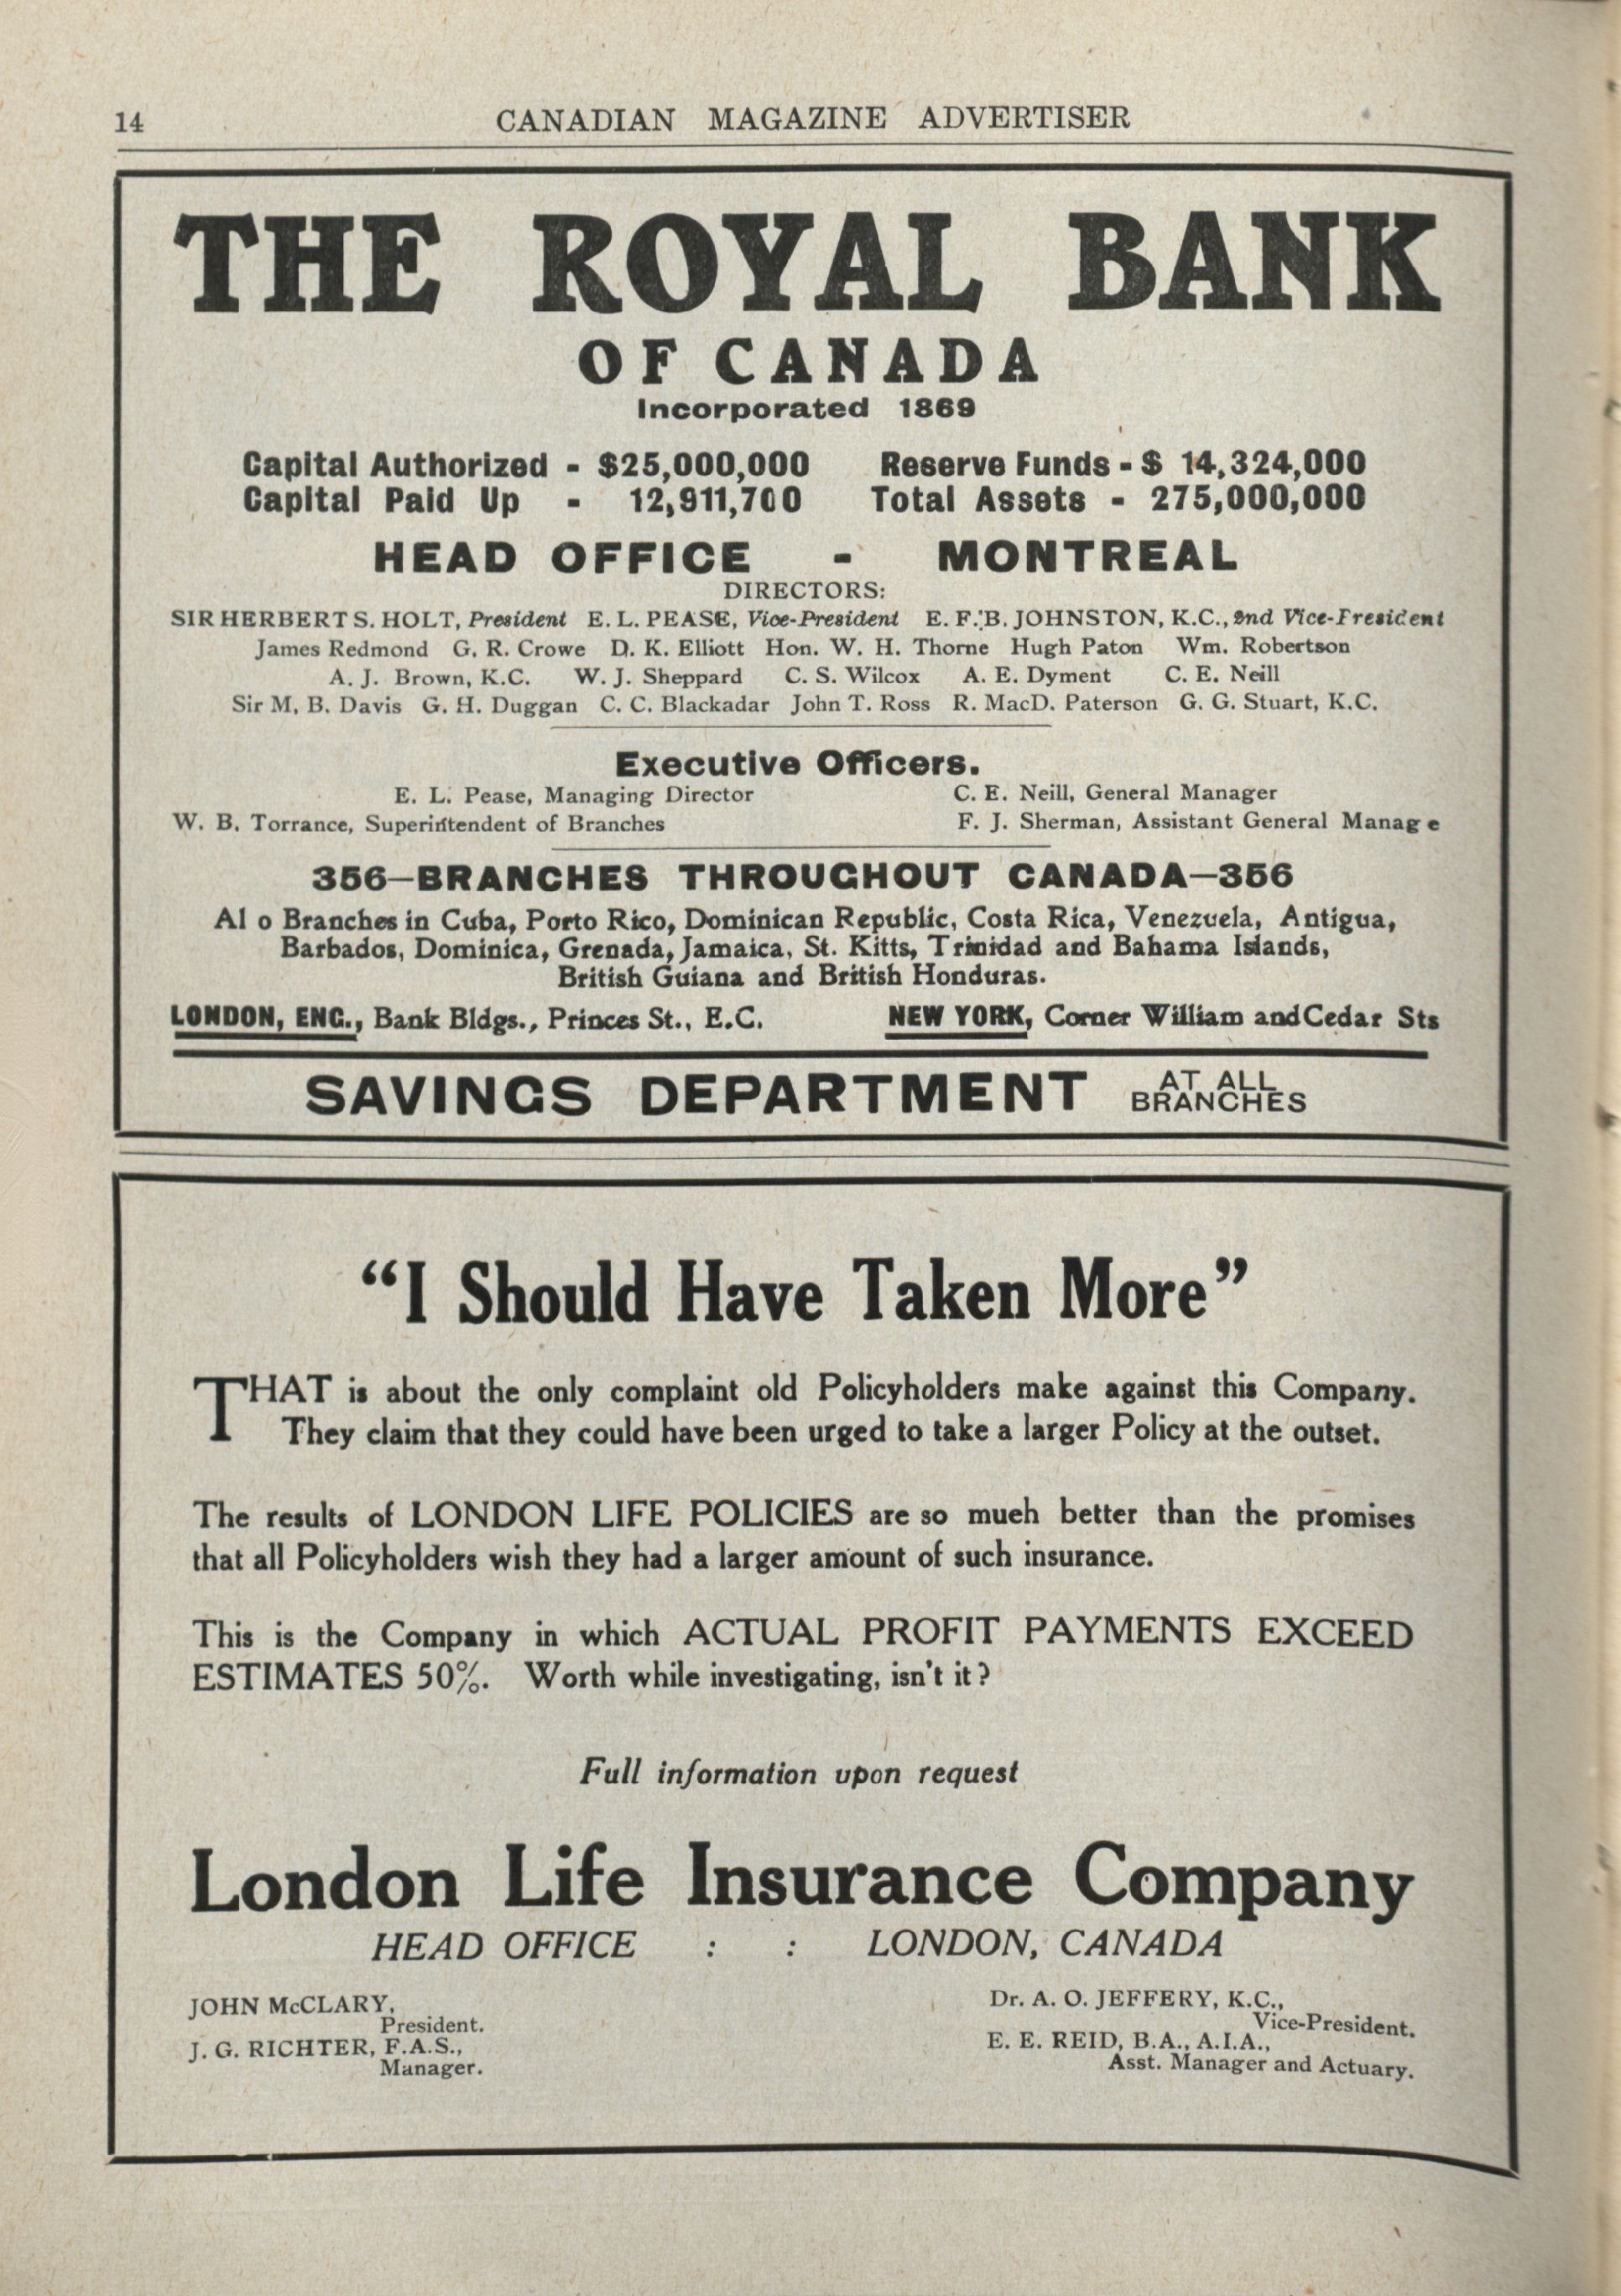 14
CANADIAN MAGAZINE ADVERTISER
THE ROYAL BANK
OF CANADA
Incorporated 1869
Capital Authorized - $25,000,000 Reserve Funds - $ 14,324,000
Capital Paid Up - 12,911,700 Total Assets - 275,000,000
HEAD OFFICE - MONTREAL
DIRECTORS:
SIR HERBERT S. HOLT, President E. L. PEASE, Vice-President E. F. B. JOHNSTON, K.C., 2nd Vice-President
James Redmond G. R. Crowe D. K. Elliott Hon. W. H. Thorne Hugh Paton Wm. Robertson
A. J. Brown, K.C. W. J. Sheppard C. S. Wilcox A. E. Dyment C. E. Neill
Sir M. B. Davis G. H. Duggan C. C. Blackadar John T. Ross R. MacD. Paterson G. G. Stuart, K.C.
Executive Officers.
E. L. Pease, Managing Director C. E. Neill, General Manager
W. B. Torrance, Superintendent of Branches F. J. Sherman, Assistant General Manag e
356—BRANCHES THROUGHOUT CANADA—356
Al o Branches in Cuba, Porto Rico, Dominican Republic, Costa Rica, Venezuela, Antigua,
Barbados, Dominica, Grenada, Jamaica, St. Kitts, Trinidad and Bahama Islands,
British Guiana and British Honduras.
LONDON, ENG., Bank Bldgs., Princes St., E.C. NEW YORK, Corner William and Cedar Sts
SAVINGS DEPARTMENT AT ALL
BRANCHES
"I Should Have Taken More"
THAT is about the only complaint old Policyholders make against this Company.
They claim that they could have been urged to take a larger Policy at the outset.
The results of LONDON LIFE POLICIES are so mueh better than the promises
that all Policyholders wish they had a larger amount of such insurance.
This is the Company in which ACTUAL PROFIT PAYMENTS EXCEED
ESTIMATES 50%. Worth while investigating, isn't it?
Full information upon request
London Life Insurance Company
HEAD OFFICE : : LONDON, CANADA
JOHN McCLARY,
President.
J. G. RICHTER, F.A.S.,
Manager.
Dr. A. O. JEFFERY, K.C.,
Vice-President.
E. E. REID, B.A., A.I.A.,
Asst. Manager and Actuary.